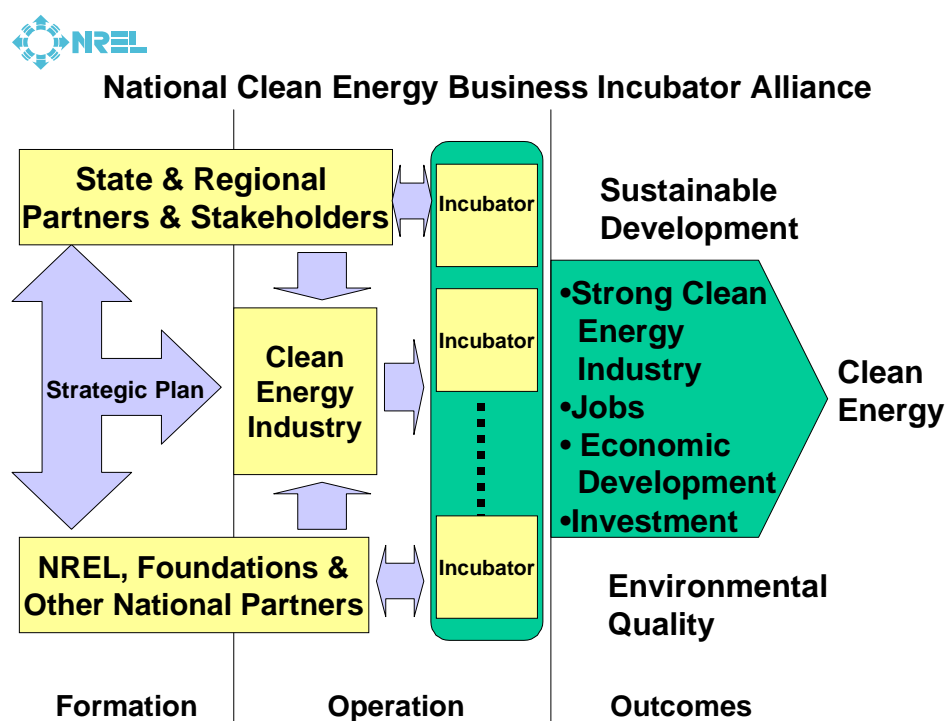 NREL
National Clean Energy Business Incubator Alliance
State & Regional
Partners & Stakeholders
Incubator
Sustainable
Development
Strategic Plan
Clean
Energy
Industry
Incubator
•Strong Clean
Energy
Industry
•Jobs
• Economic
Development
•Investment
Clean
Energy
NREL, Foundations &
Other National Partners
Incubator
Environmental
Quality
Formation
Operation
Outcomes